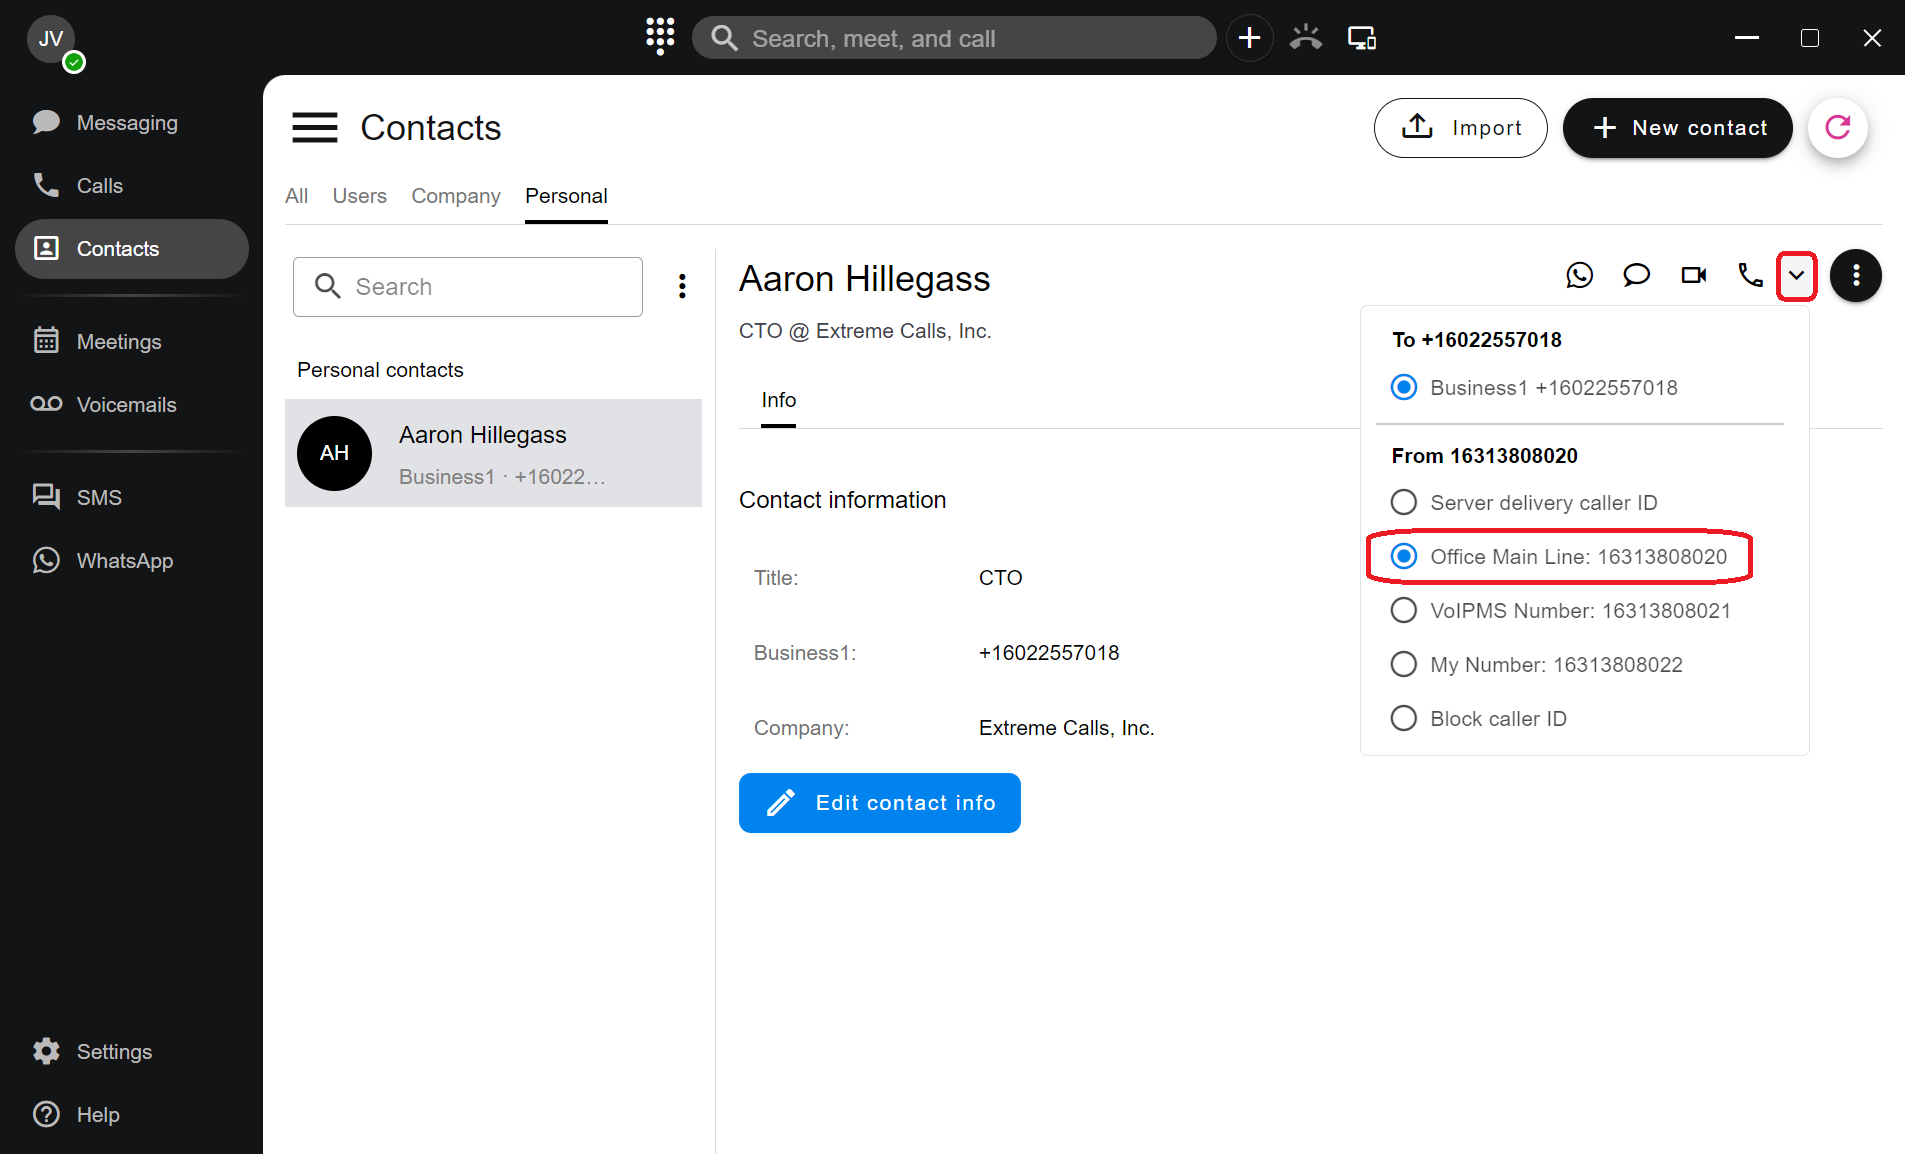 JV
Search, meet, and call
Messaging
Calls
Contacts
Meetings
Voicemails
SMS
WhatsApp
Settings
Help
Contacts
Import
New contact
All Users Company Personal
Search
Personal contacts
AH
Aaron Hillegass
Business1 · +16022…
Aaron Hillegass
CTO @ Extreme Calls, Inc.
Info
Contact information
Title: CTO
Business1: +16022557018
Company: Extreme Calls, Inc.
Edit contact info
To +16022557018
Business1 +16022557018
From 16313808020
Server delivery caller ID
Office Main Line: 16313808020
VoIPMS Number: 16313808021
My Number: 16313808022
Block caller ID